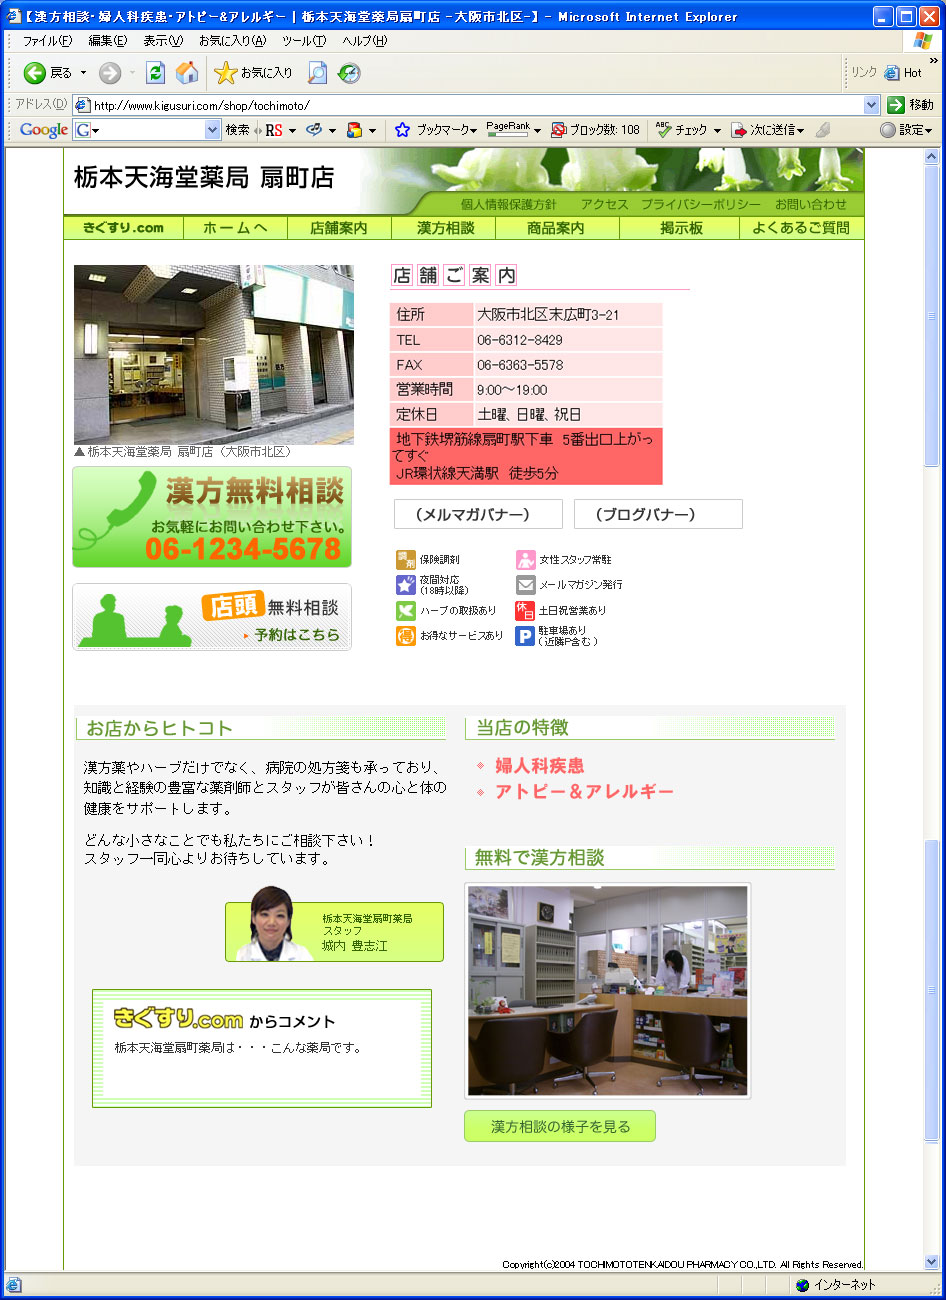 【漢方相談・婦人科疾患・アトピー&アレルギー | 栃本天海堂薬局扇町店 -大阪市北区-】 - Microsoft Internet Explorer
ファイル(F) 編集(E) 表示(V) お気に入り(A) ツール(T) ヘルプ(H)
戻る お気に入り リンク Hot
アドレス(D) http://www.kigusuri.com/shop/tochimoto/ 移動
Google G 検索 RS ブックマーク PageRank ブロック数: 108 ABC チェック 次に送信 設定
栃本天海堂薬局 扇町店
個人情報保護方針 アクセス プライバシーポリシー お問い合わせ
きぐすり.com ホームへ 店舗案内 漢方相談 商品案内 掲示板 よくあるご質問
店舗ご案内
住所 大阪市北区末広町3-21
TEL 06-6312-8429
FAX 06-6363-5578
営業時間 9:00〜19:00
定休日 土曜、日曜、祝日
地下鉄堺筋線扇町駅下車 5番出口上がっ
てすぐ
JR環状線天満駅 徒歩5分
▲栃本天海堂薬局 扇町店（大阪市北区）
漢方無料相談
お気軽にお問い合わせ下さい。
06-1234-5678
店頭無料相談
予約はこちら
（メルマガバナー） （ブログバナー）
調剤 保険調剤 女性スタッフ常駐
夜間対応
(18時以降)
メールマガジン発行
ハーブの取扱あり 休日 土日祝営業あり
得 お得なサービスあり P 駐車場あり
（近隣P含む）
お店からヒトコト
漢方薬やハーブだけでなく、病院の処方箋も承っており、
知識と経験の豊富な薬剤師とスタッフが皆さんの心と体の
健康をサポートします。
どんな小さなことでも私たちにご相談下さい！
スタッフ一同心よりお待ちしています。
栃本天海堂扇町薬局
スタッフ
城内 豊志江
きぐすり.com からコメント
栃本天海堂扇町薬局は・・・こんな薬局です。
当店の特徴
婦人科疾患
アトピー＆アレルギー
無料で漢方相談
漢方相談の様子を見る
Copyright(c)2004 TOCHIMOTOTENKAIDOU PHARMACY CO.,LTD. All Rights Reserved.
インターネット